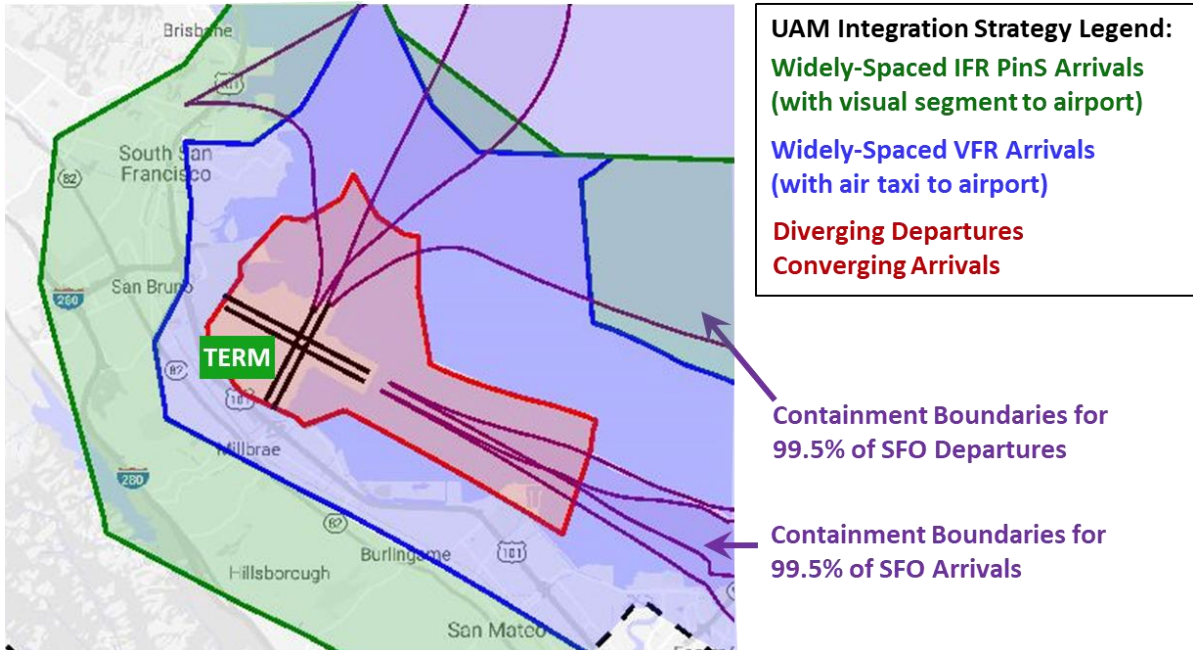 Brisbane
101
South San
Francisco
82
San Bruno
280
TERM
82
101
Millbrae
280
82
Burlingame
101
Hillsborough
San Mateo
UAM Integration Strategy Legend:
Widely-Spaced IFR PinS Arrivals
(with visual segment to airport)
Widely-Spaced VFR Arrivals
(with air taxi to airport)
Diverging Departures
Converging Arrivals
Containment Boundaries for
99.5% of SFO Departures
Containment Boundaries for
99.5% of SFO Arrivals